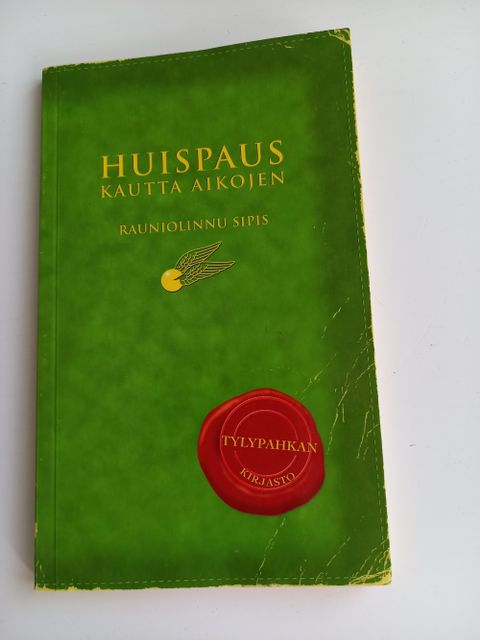 HUISPAUS
KAUTTA AIKOJEN
RAUNIOLINNU SIPIS
TYLYPAHKAN
KIRJASTO